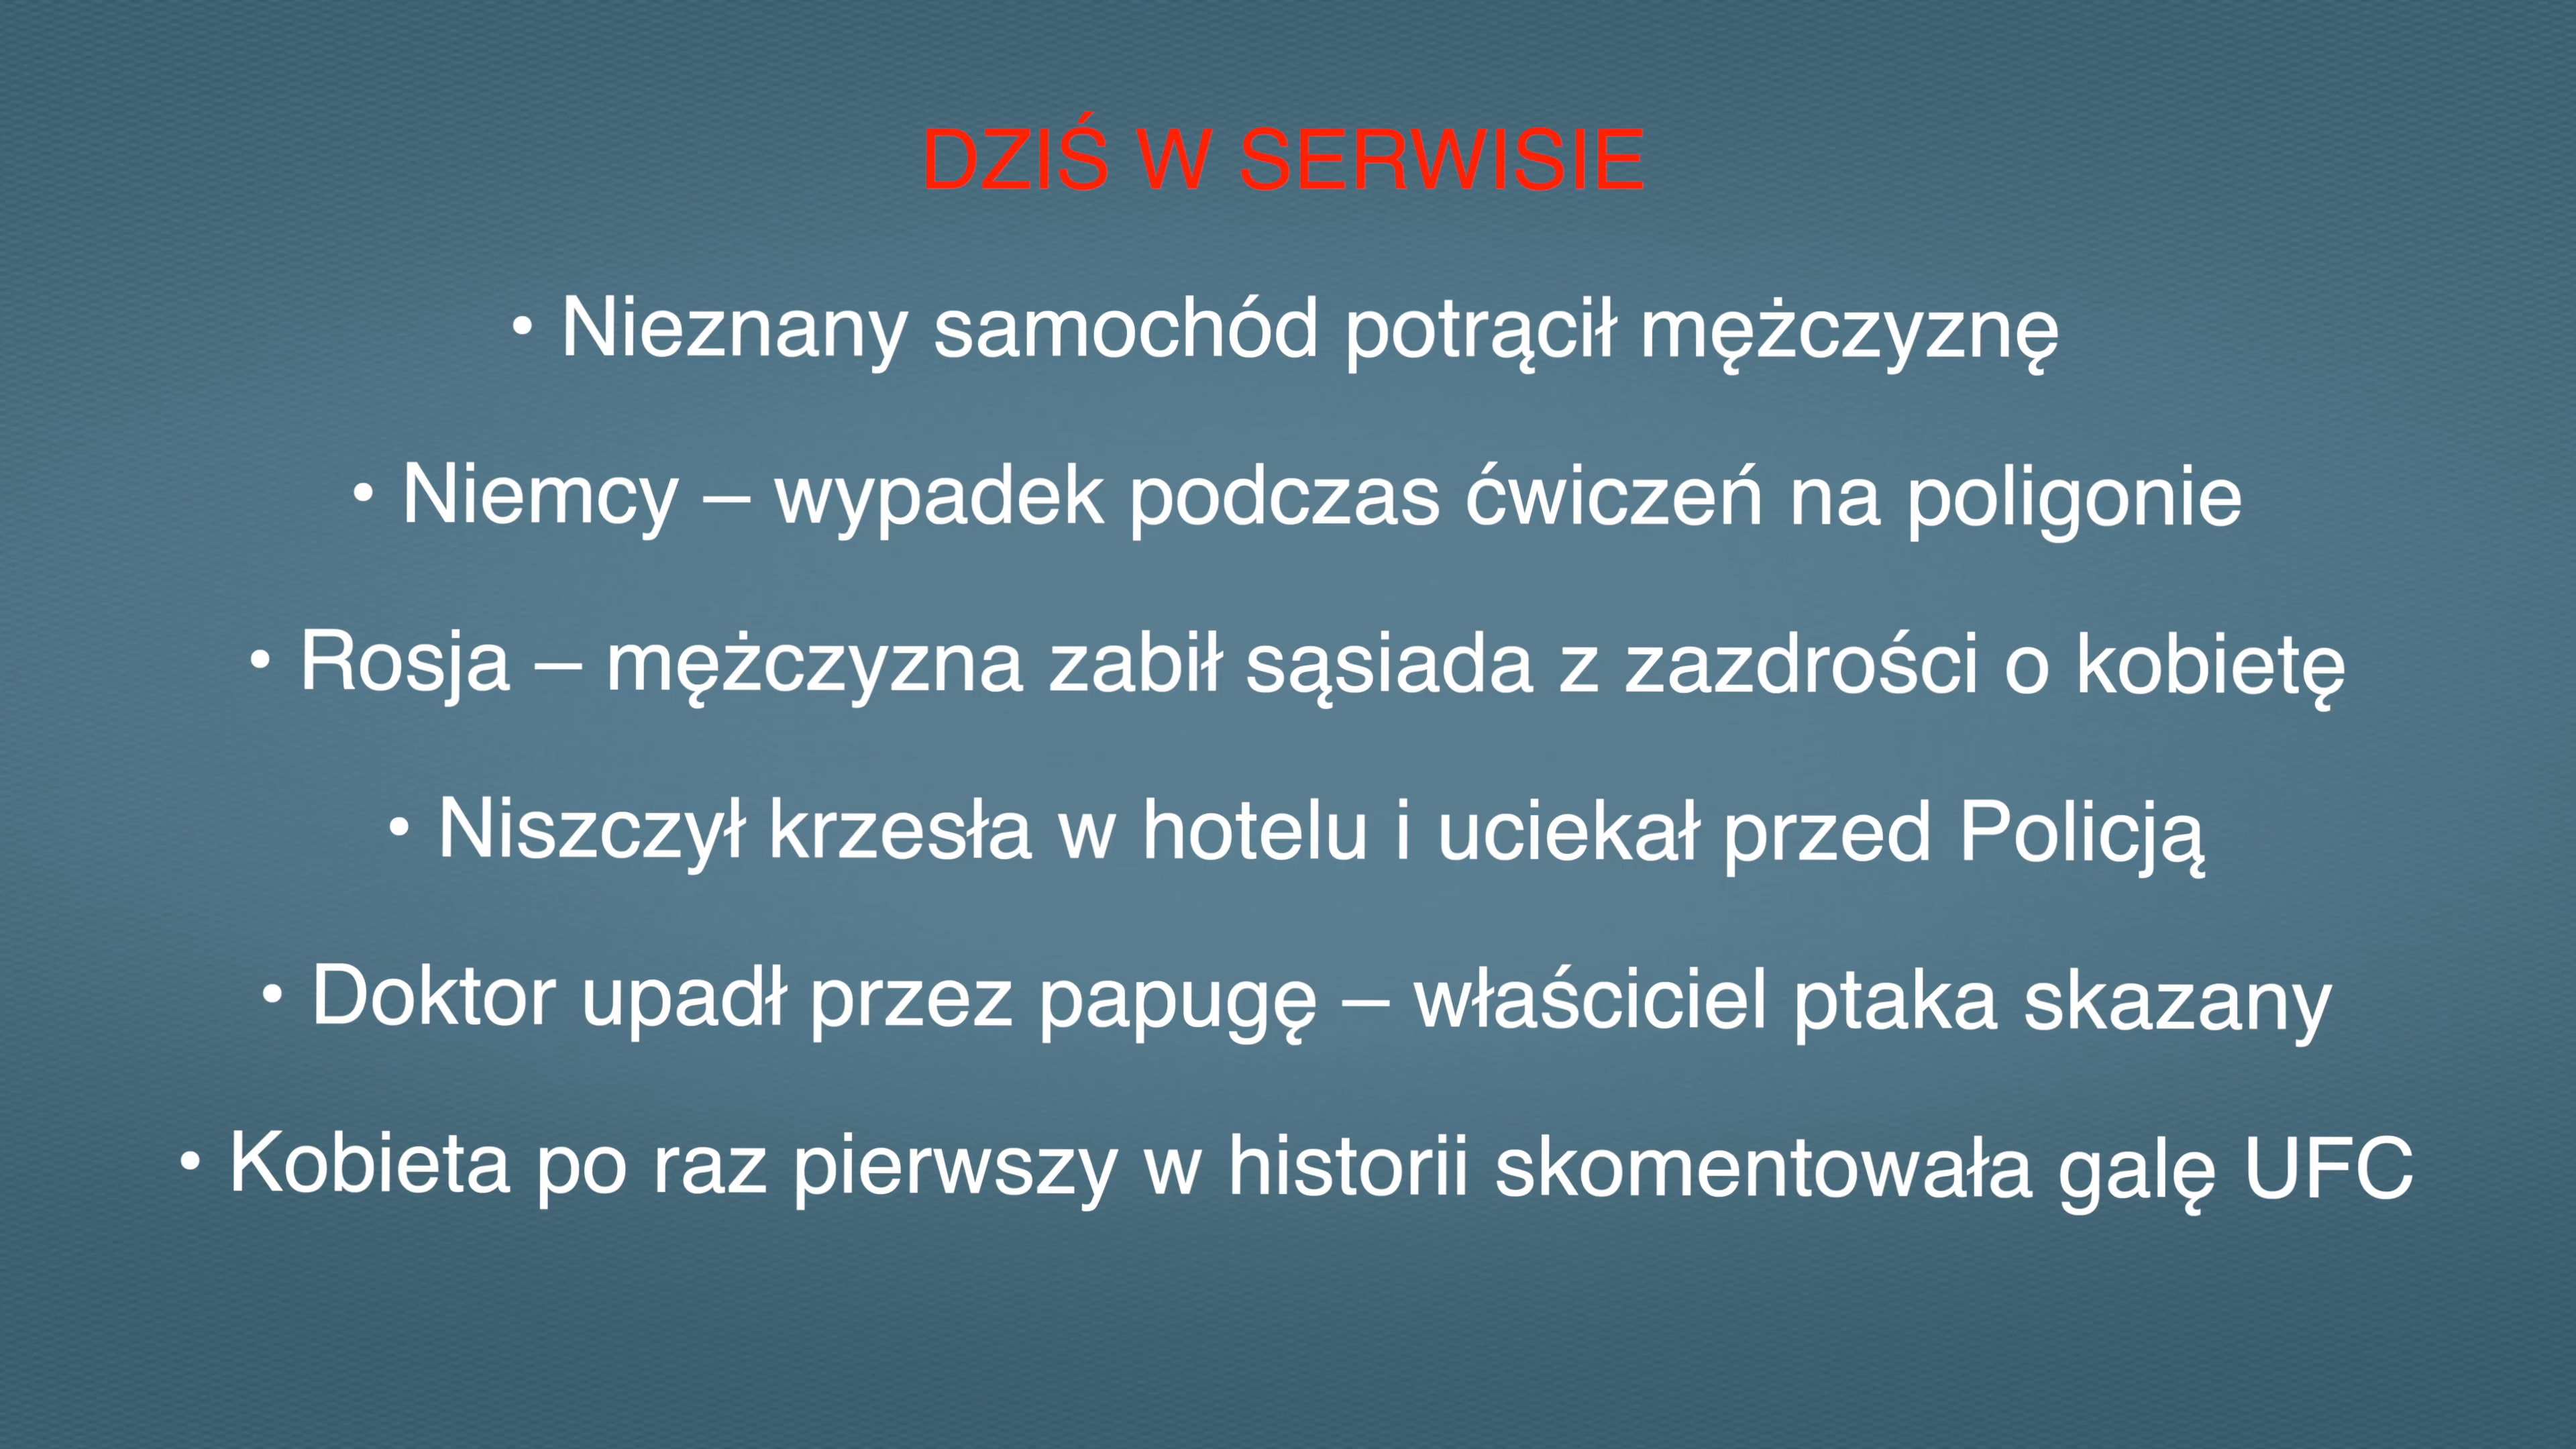 DZIŚ W SERWISIE
• Nieznany samochód potrącił mężczyznę
• Niemcy – wypadek podczas ćwiczeń na poligonie
• Rosja – mężczyzna zabił sąsiada z zazdrości o kobietę
• Niszczył krzesła w hotelu i uciekał przed Policją
• Doktor upadł przez papugę – właściciel ptaka skazany
• Kobieta po raz pierwszy w historii skomentowała galę UFC